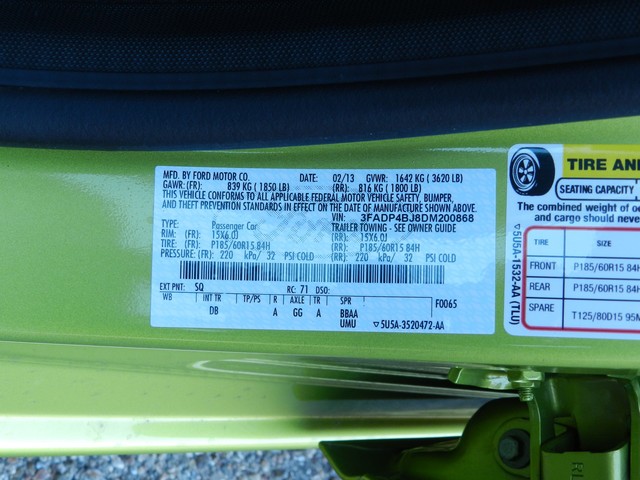 MFD. BY FORD MOTOR CO. DATE: 02/13 GVWR: 1642 KG ( 3620 LB)
GAWR: (FR): 839 KG ( 1850 LB) (RR): 816 KG ( 1800 LB)
THIS VEHICLE CONFORMS TO ALL APPLICABLE FEDERAL MOTOR VEHICLE SAFETY, BUMPER,
AND THEFT PREVENTION STANDARDS IN EFFECT ON THE DATE OF MANUFACTURE SHOWN ABOVE.
VIN: 3FADP4BJ8DM200868
TYPE: Passenger Car TRAILER TOWING - SEE OWNER GUIDE
RIM: (FR): 15X6.0J (RR): 15X6.0J
TIRE: (FR): P185/60R15 84H (RR): P185/60R15 84H
PRESSURE: (FR): 220 kPa/ 32 PSI COLD (RR): 220 kPa/ 32 PSI COLD
EXT PNT: SQ RC: 71 DSO:
WB INT TR TP/PS R AXLE TR SPR F0065
DB A GG A BBAA
UMU ▽5U5A-3520472-AA
TIRE AN
SEATING CAPACITY
The combined weight of oc
and cargo should neve
TIRE SIZE
FRONT P185/60R15 84H
REAR P185/60R15 84H
SPARE T125/80D15 95M
▽5U5A-1532-AA (TLU)